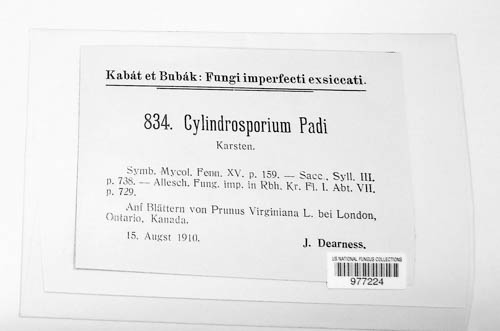 Kabát et Bubák: Fungi imperfecti exsiccati.
834. Cylindrosporium Padi
Karsten.
Symb. Mycol. Fenn. XV. p. 159. — Sacc., Syll. III.
p. 738. — Allesch. Fung. imp. in Rbh. Kr. Fl. I. Abt. VII.
p. 729.
Auf Blättern von Prunus Virginiana L. bei London,
Ontario, Kanada.
15. Augst 1910.
J. Dearness.
US NATIONAL FUNGUS COLLECTIONS
977224